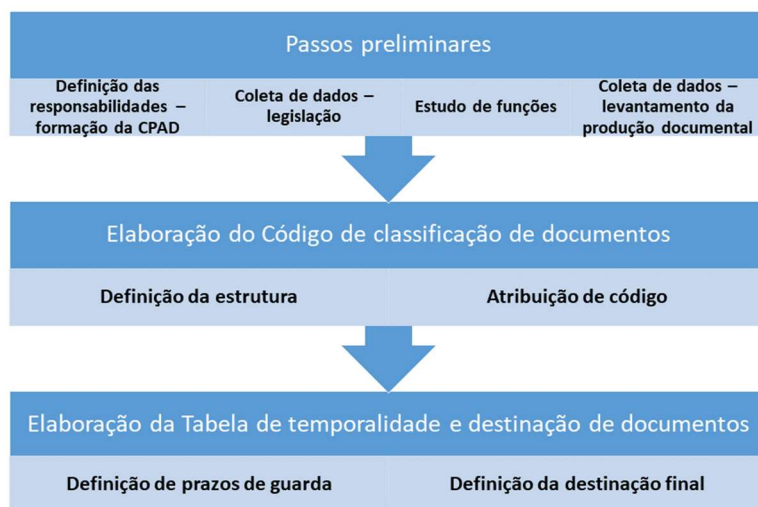 Passos preliminares
Definição das
responsabilidades –
formação da CPAD
Coleta de dados –
legislação
Estudo de funções
Coleta de dados –
levantamento da
produção documental
Elaboração do Código de classificação de documentos
Definição da estrutura
Atribuição de código
Elaboração da Tabela de temporalidade e destinação de documentos
Definição de prazos de guarda
Definição da destinação final